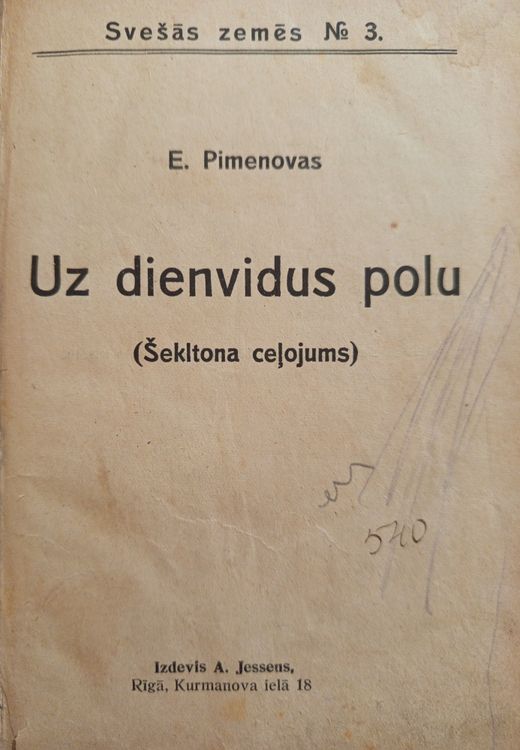 Svešās zemēs № 3.
E. Pimenovas
Uz dienvidus polu
(Šekltona ceļojums)
540
Izdevis A. Jessens,
Rīgā, Kurmanova ielā 18